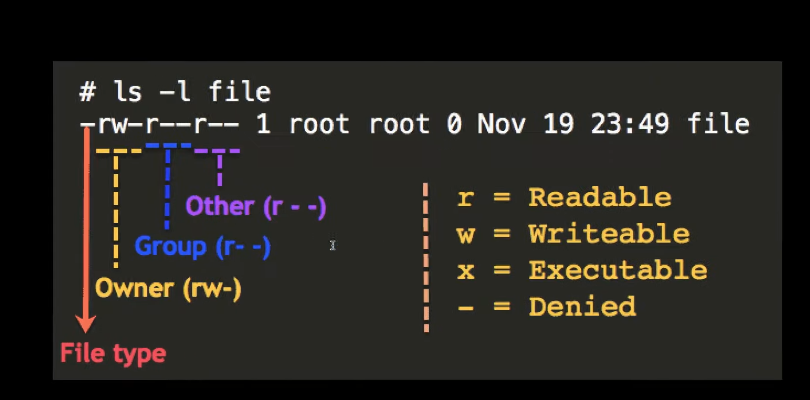 # ls -l file
-rw-r--r-- 1 root root 0 Nov 19 23:49 file
Other (r - -)
Group (r- -)
Owner (rw-)
File type
r = Readable
w = Writeable
x = Executable
- = Denied